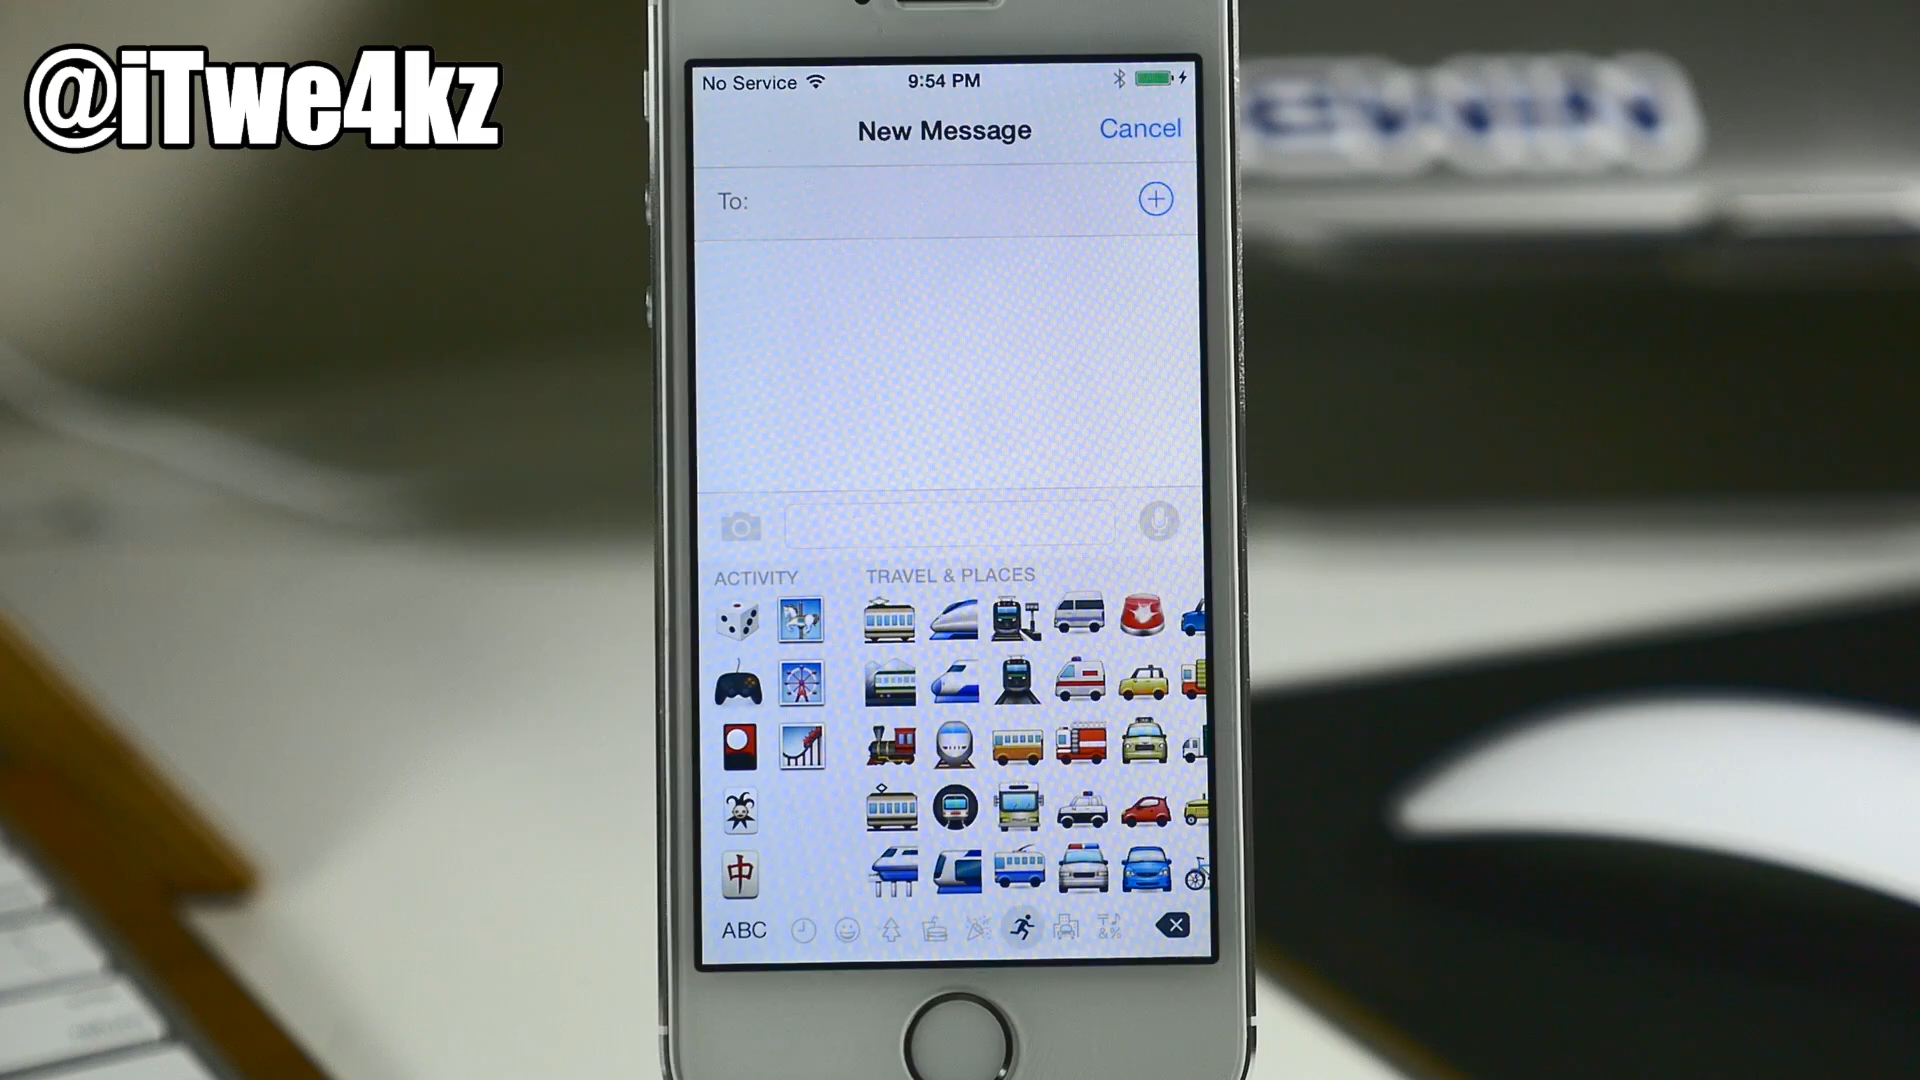 @iTwe4kz
No Service 9:54 PM
New Message Cancel
To:
ACTIVITY TRAVEL & PLACES
中
ABC
&%